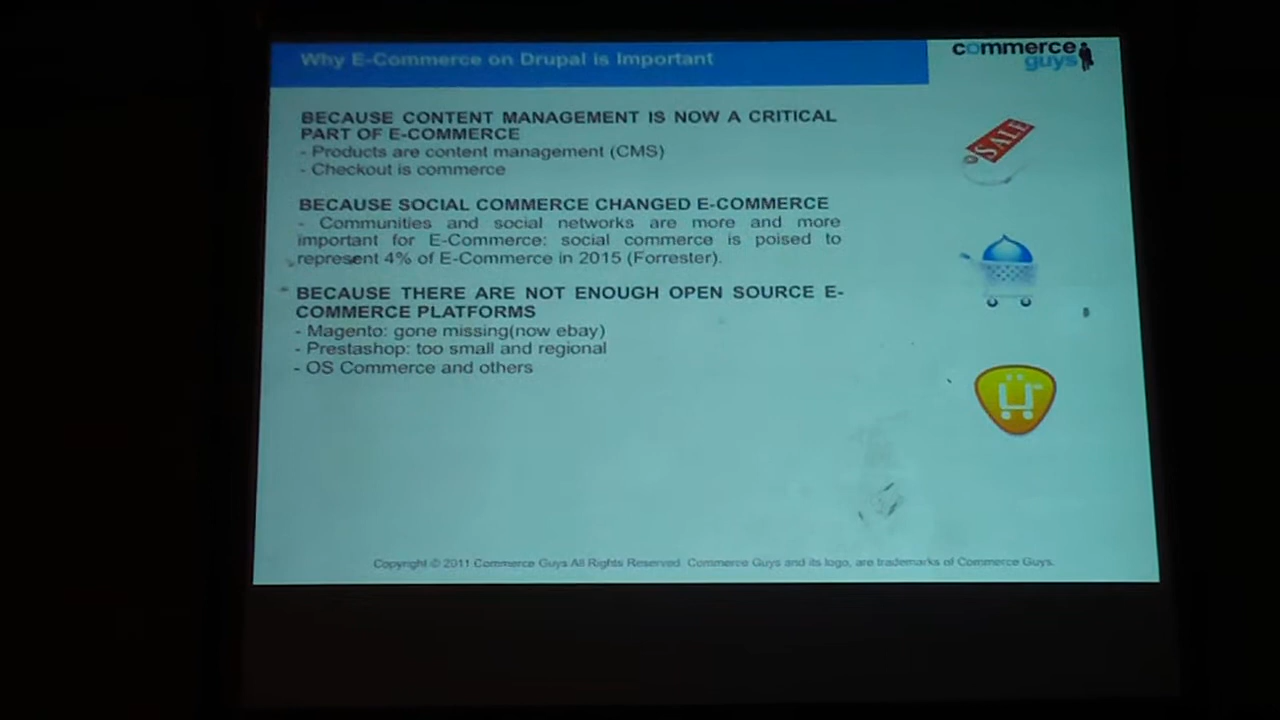 Why E-Commerce on Drupal is Important
commerce
guys
BECAUSE CONTENT MANAGEMENT IS NOW A CRITICAL
PART OF E-COMMERCE
- Products are content management (CMS)
- Checkout is commerce
SALE
BECAUSE SOCIAL COMMERCE CHANGED E-COMMERCE
- Communities and social networks are more and more
important for E-Commerce: social commerce is poised to
represent 4% of E-Commerce in 2015 (Forrester).
BECAUSE THERE ARE NOT ENOUGH OPEN SOURCE E-
COMMERCE PLATFORMS
- Magento: gone missing(now ebay)
- Prestashop: too small and regional
- OS Commerce and others
Copyright © 2011 Commerce Guys All Rights Reserved. Commerce Guys and its logo, are trademarks of Commerce Guys.